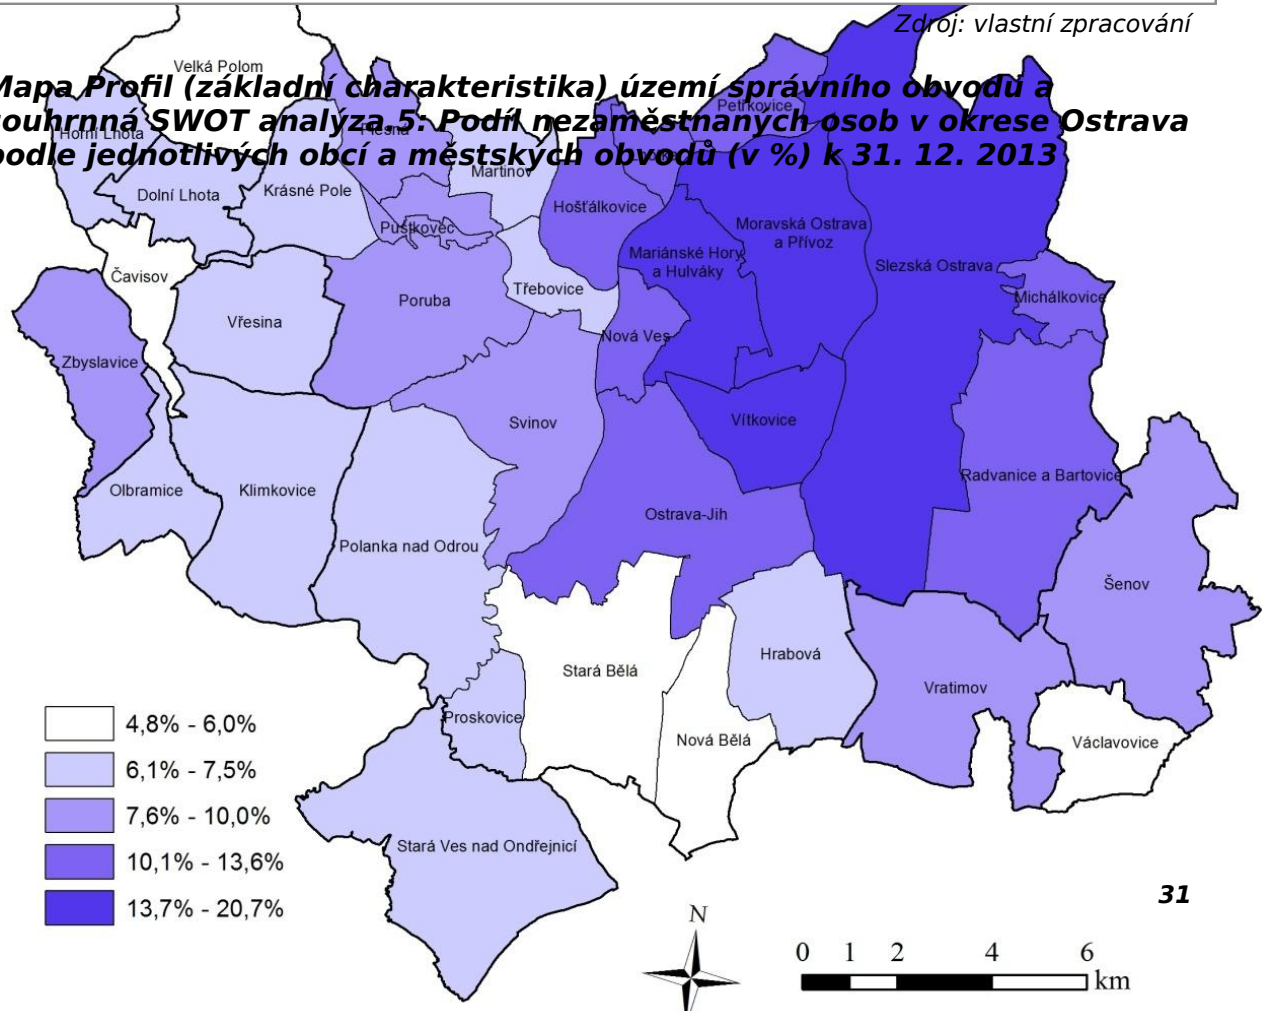 Zdroj: vlastní zpracování
Velká Polom
Mapa Profil (základní charakteristika) území správního obvodu a
souhrnná SWOT analýza 5: Podíl nezaměstnaných osob v okrese Ostrava
podle jednotlivých obcí a městských obvodů (v %) k 31. 12. 2013
Petřkovice
Horní Lhota
Plesná
Martinov
Dolní Lhota
Krásné Pole
Hošťálkovice
Pustkovec
Moravská Ostrava
a Přívoz
Mariánské Hory
a Hulváky
Slezská Ostrava
Čavisov
Třebovice
Michálkovice
Poruba
Vřesina
Nová Ves
Zbyslavice
Svinov
Vítkovice
Radvanice a Bartovice
Olbramice
Klimkovice
Ostrava-Jih
Polanka nad Odrou
Šenov
Hrabová
Stará Bělá
Vratimov
Proskovice
Nová Bělá
Václavovice
4,8% - 6,0%
6,1% - 7,5%
7,6% - 10,0%
10,1% - 13,6%
13,7% - 20,7%
Stará Ves nad Ondřejnicí
31
N
0 1 2 4 6
km